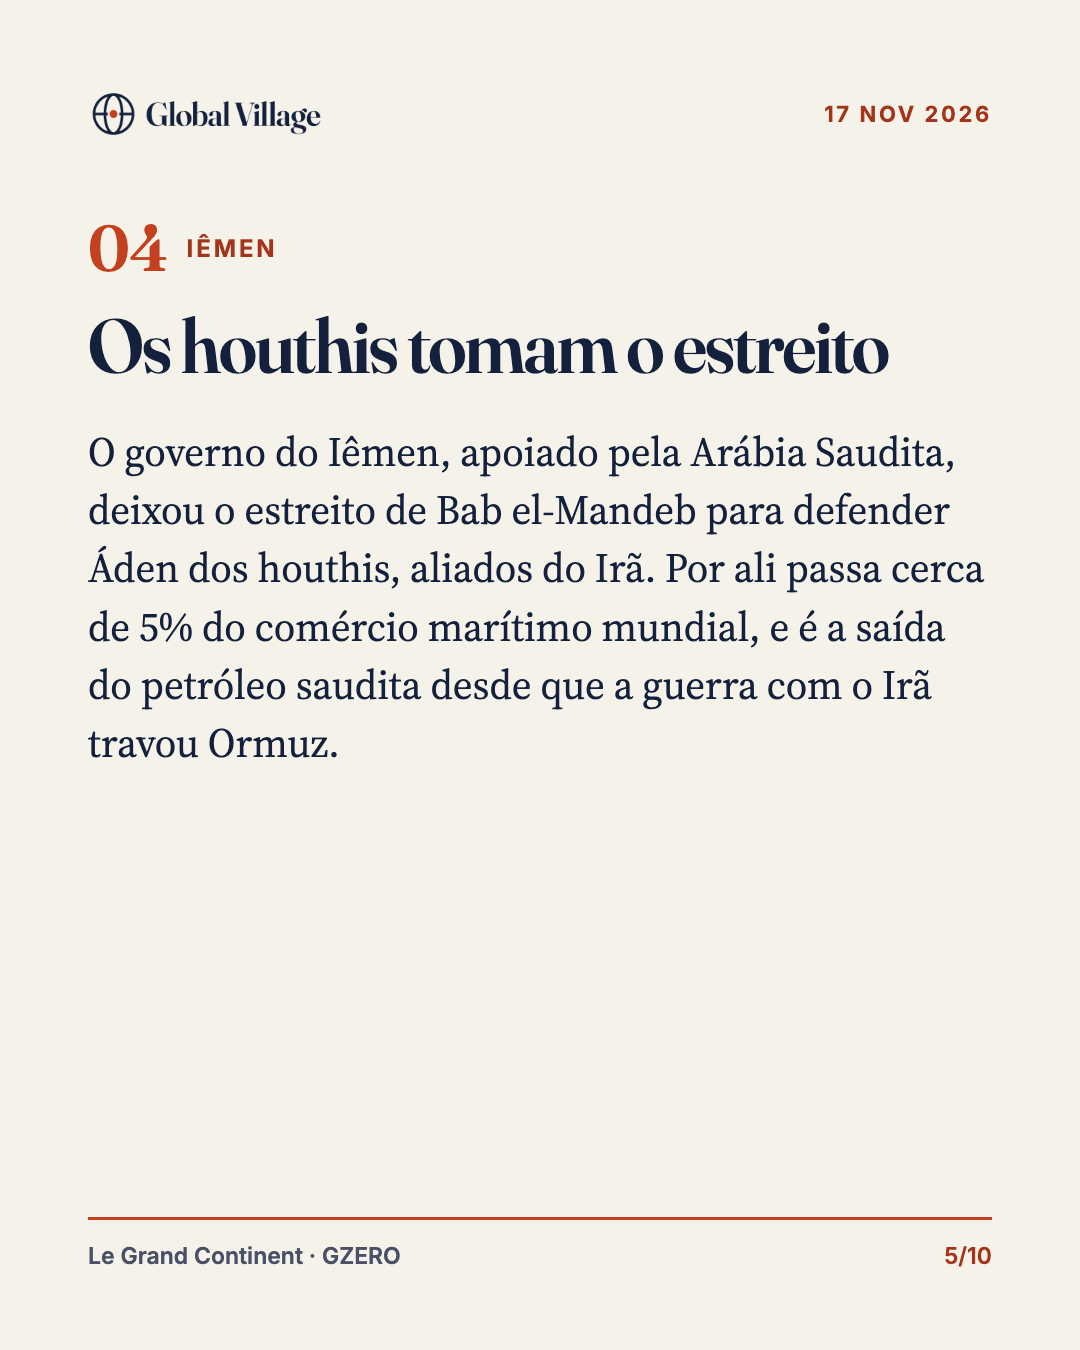 Global Village
17 NOV 2026
04 IÊMEN
Os houthis tomam o estreito
O governo do Iêmen, apoiado pela Arábia Saudita,
deixou o estreito de Bab el-Mandeb para defender
Áden dos houthis, aliados do Irã. Por ali passa cerca
de 5% do comércio marítimo mundial, e é a saída
do petróleo saudita desde que a guerra com o Irã
travou Ormuz.
Le Grand Continent · GZERO
5/10